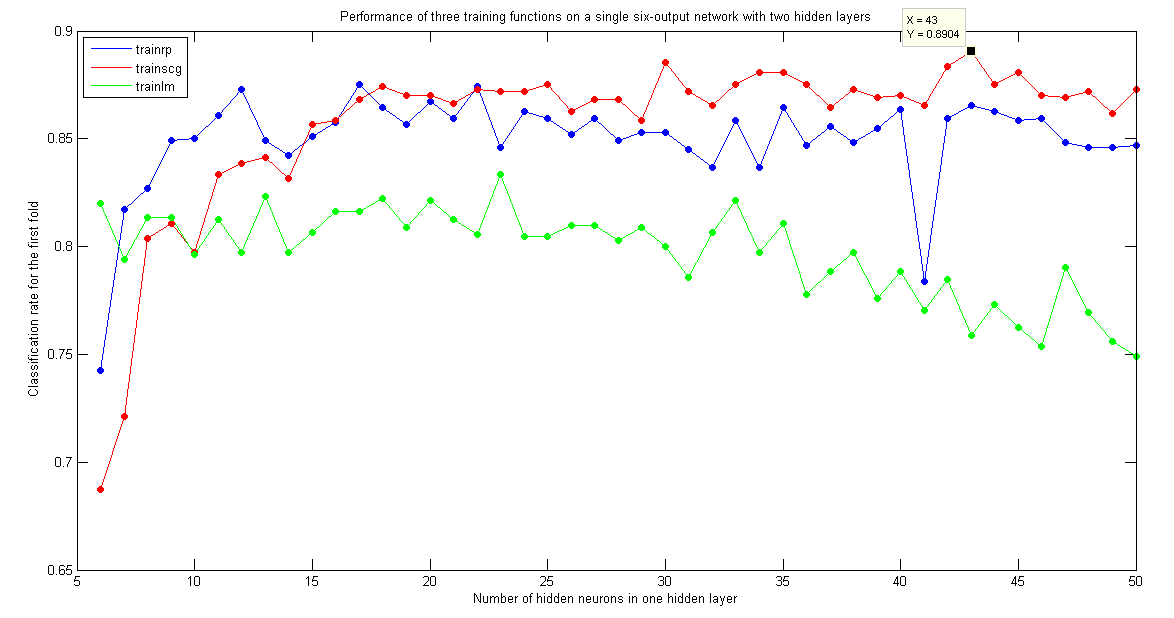 Performance of three training functions on a single six-output network with two hidden layers
X = 43
Y = 0.8904
trainrp
trainscg
trainlm
0.9
0.85
0.8
0.75
0.7
0.65
Classification rate for the first fold
5 10 15 20 25 30 35 40 45 50
Number of hidden neurons in one hidden layer